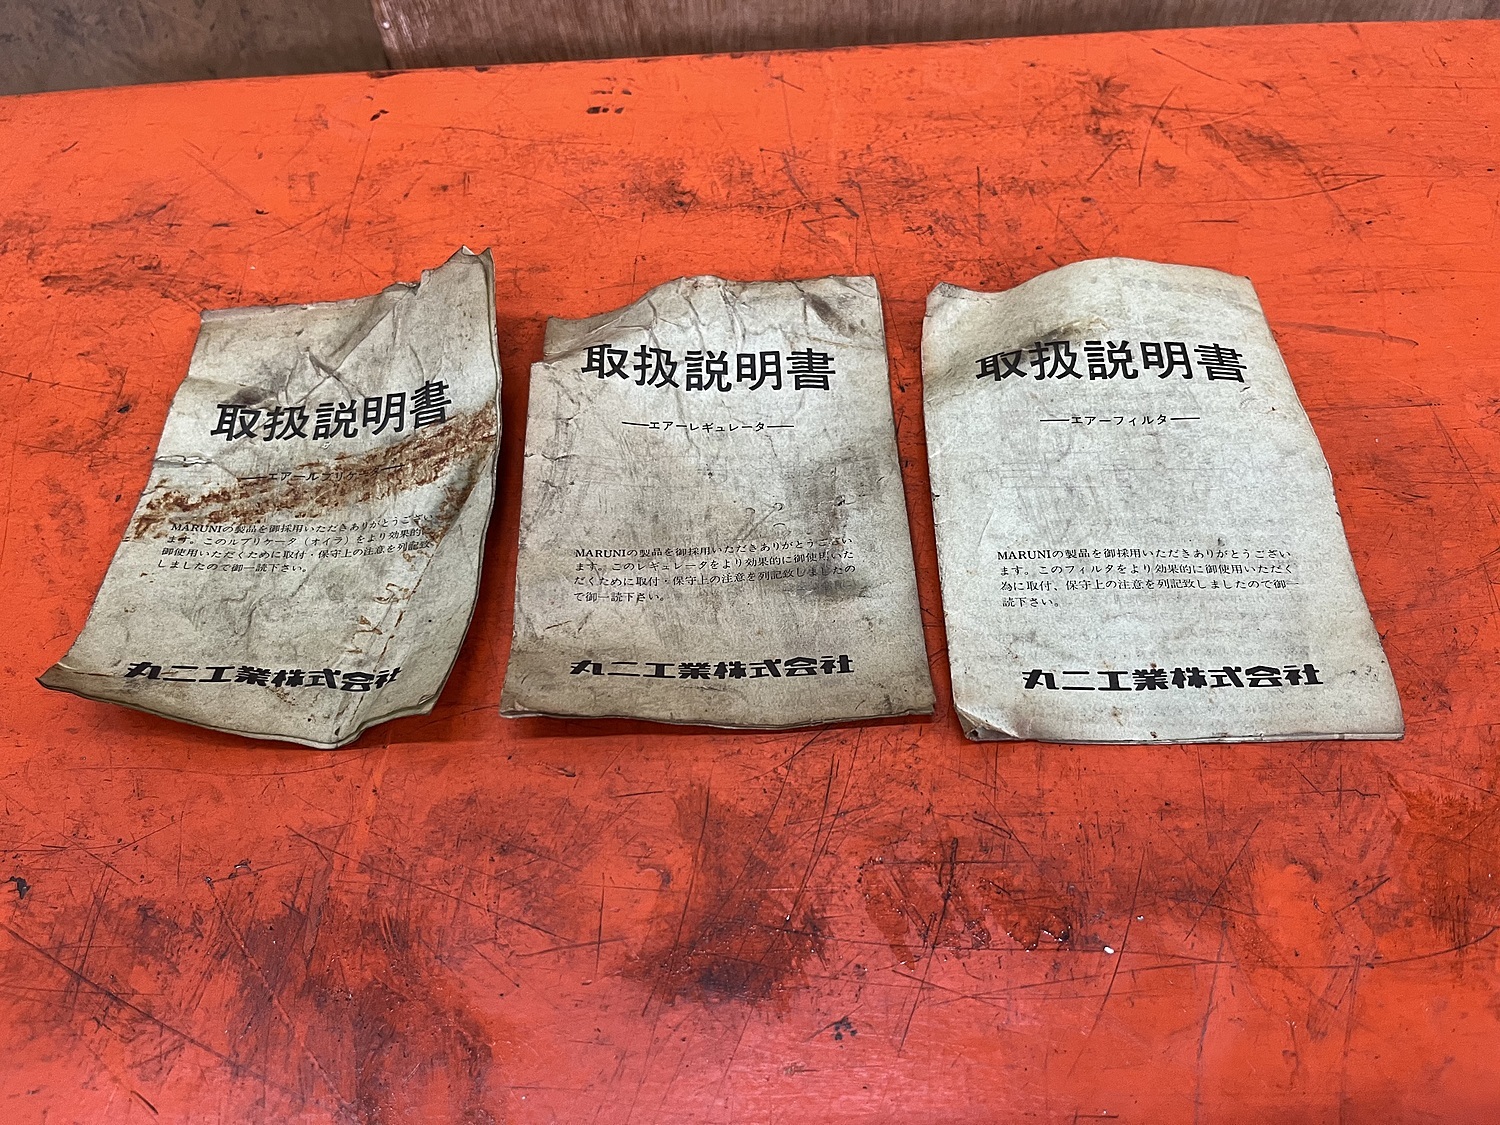 取扱説明書
エアールブリケータ
MARUNIの製品を御採用いただきありがとうござい
ます。このルブリケータ（オイラ）をより効果的に
御使用いただくために取付・保守上の注意を列記致
しましたので御一読下さい。
丸二工業株式会社
取扱説明書
エアーレギュレータ
MARUNIの製品を御採用いただきありがとうござい
ます。このレギュレータをより効果的に御使用いた
だくために取付・保守上の注意を列記致しましたの
で御一読下さい。
丸二工業株式会社
取扱説明書
エアーフィルタ
MARUNIの製品を御採用いただきありがとうござい
ます。このフィルタをより効果的に御使用いただく
為に取付、保守上の注意を列記致しましたので御一
読下さい。
丸二工業株式会社